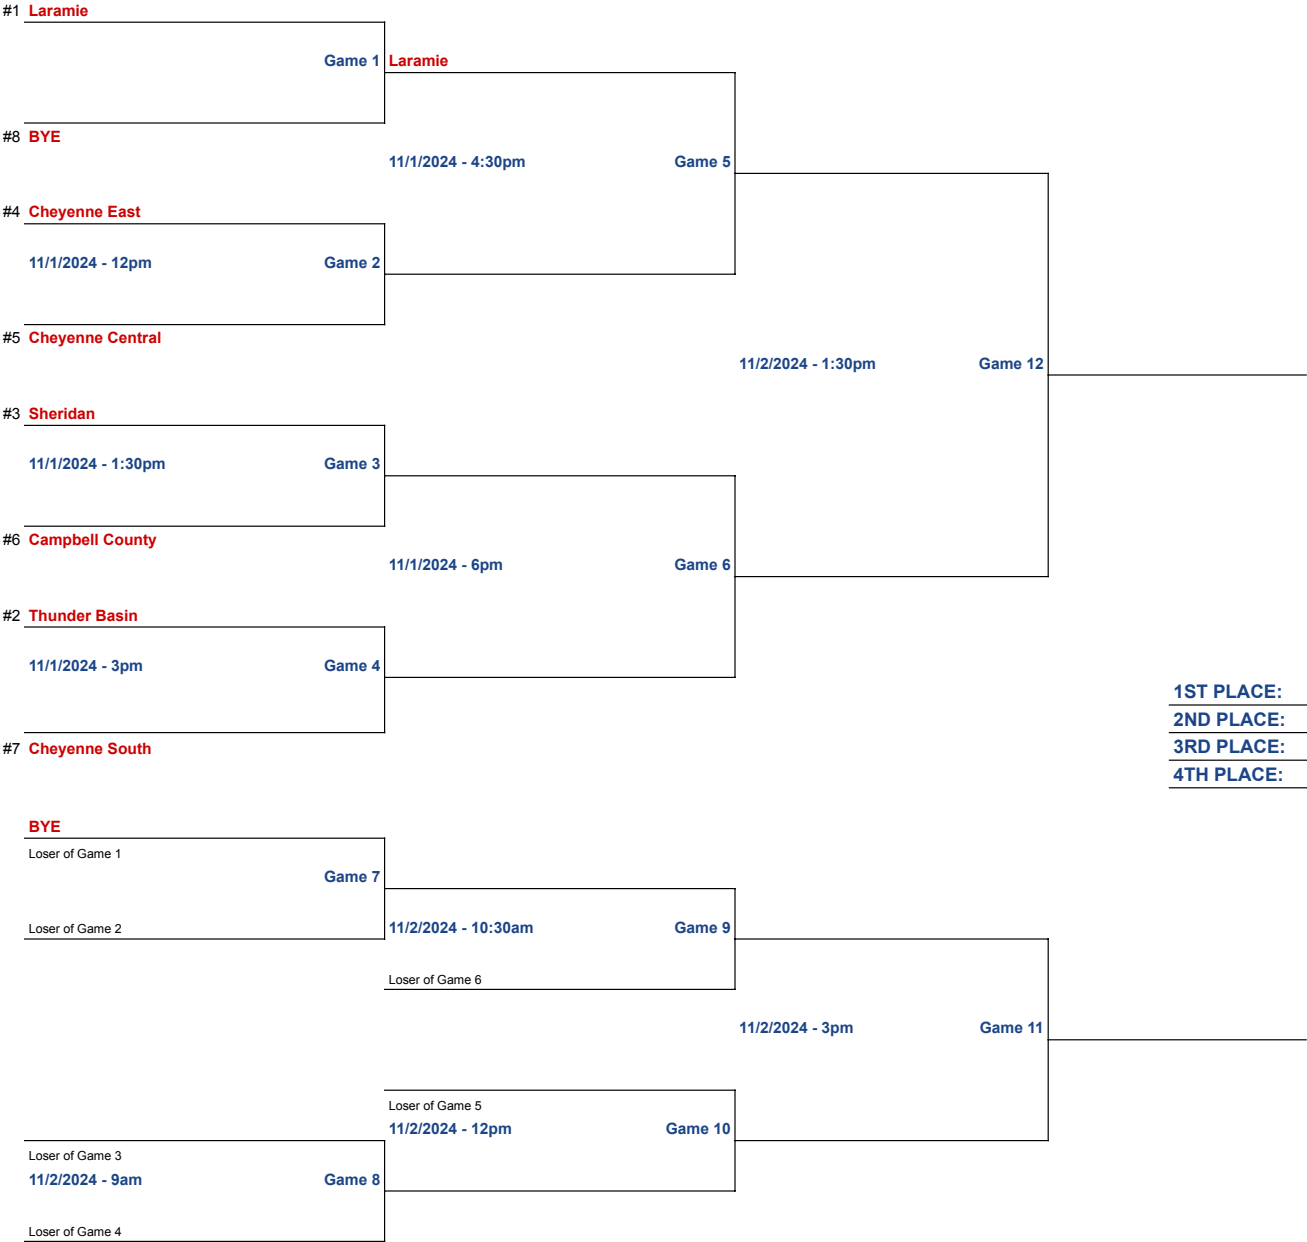 #1 Laramie
Game 1 Laramie
#8 BYE
11/1/2024 - 4:30pm Game 5
#4 Cheyenne East
11/1/2024 - 12pm Game 2
#5 Cheyenne Central
11/2/2024 - 1:30pm Game 12
#3 Sheridan
11/1/2024 - 1:30pm Game 3
#6 Campbell County
11/1/2024 - 6pm Game 6
#2 Thunder Basin
11/1/2024 - 3pm Game 4
1ST PLACE:
2ND PLACE:
#7 Cheyenne South
3RD PLACE:
4TH PLACE:
BYE
Loser of Game 1
Game 7
Loser of Game 2
11/2/2024 - 10:30am Game 9
Loser of Game 6
11/2/2024 - 3pm Game 11
Loser of Game 5
11/2/2024 - 12pm Game 10
Loser of Game 3
11/2/2024 - 9am Game 8
Loser of Game 4